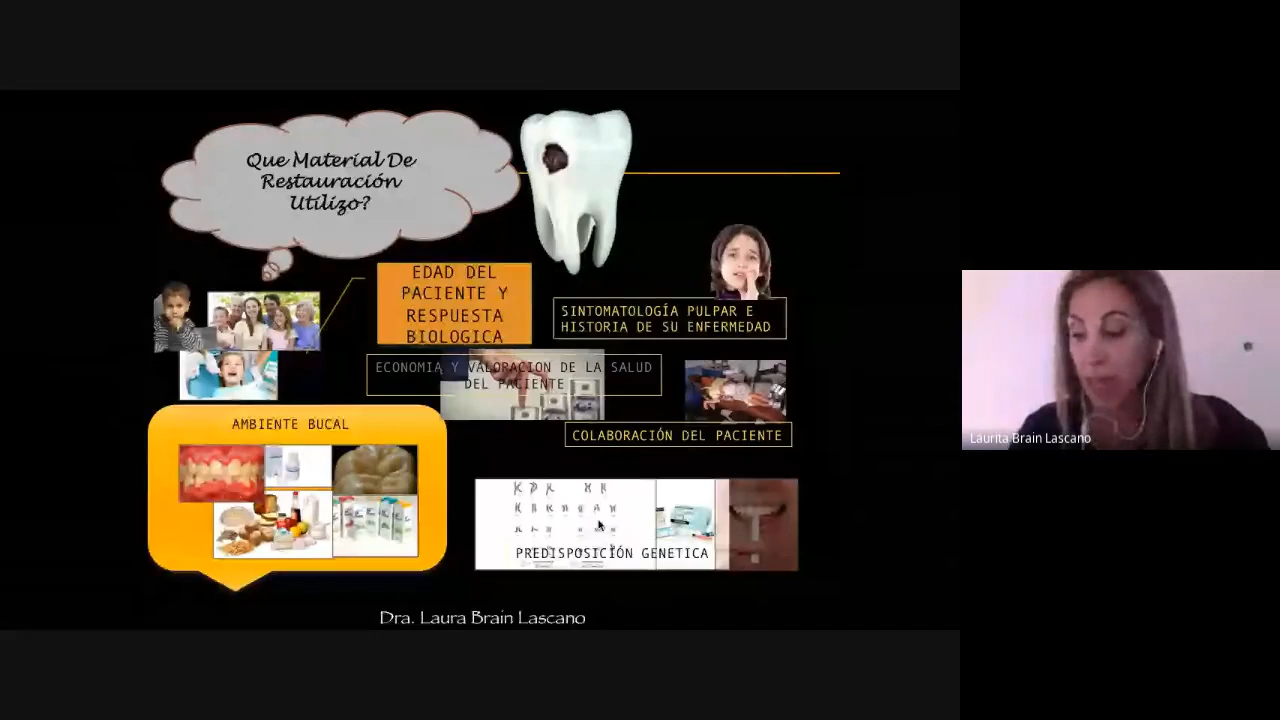 Que Material De
Restauración
Utilizo?
EDAD DEL
PACIENTE Y
RESPUESTA
BIOLOGICA
SINTOMATOLOGÍA PULPAR E
HISTORIA DE SU ENFERMEDAD
ECONOMIA Y VALORACION DE LA SALUD
DEL PACIENTE
AMBIENTE BUCAL
COLABORACIÓN DEL PACIENTE
PREDISPOSICIÓN GENETICA
Dra. Laura Brain Lascano
Laurita Brain Lascano